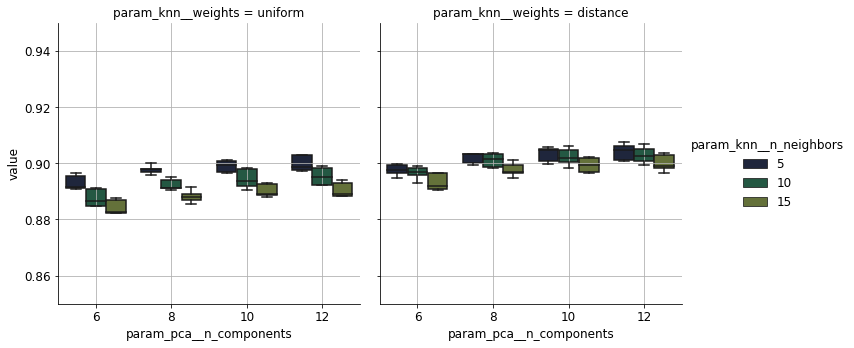 param_knn__weights = uniform
param_knn__weights = distance
value
0.94
0.92
0.90
0.88
0.86
6 8 10 12
6 8 10 12
param_pca__n_components
param_pca__n_components
param_knn__n_neighbors
5
10
15